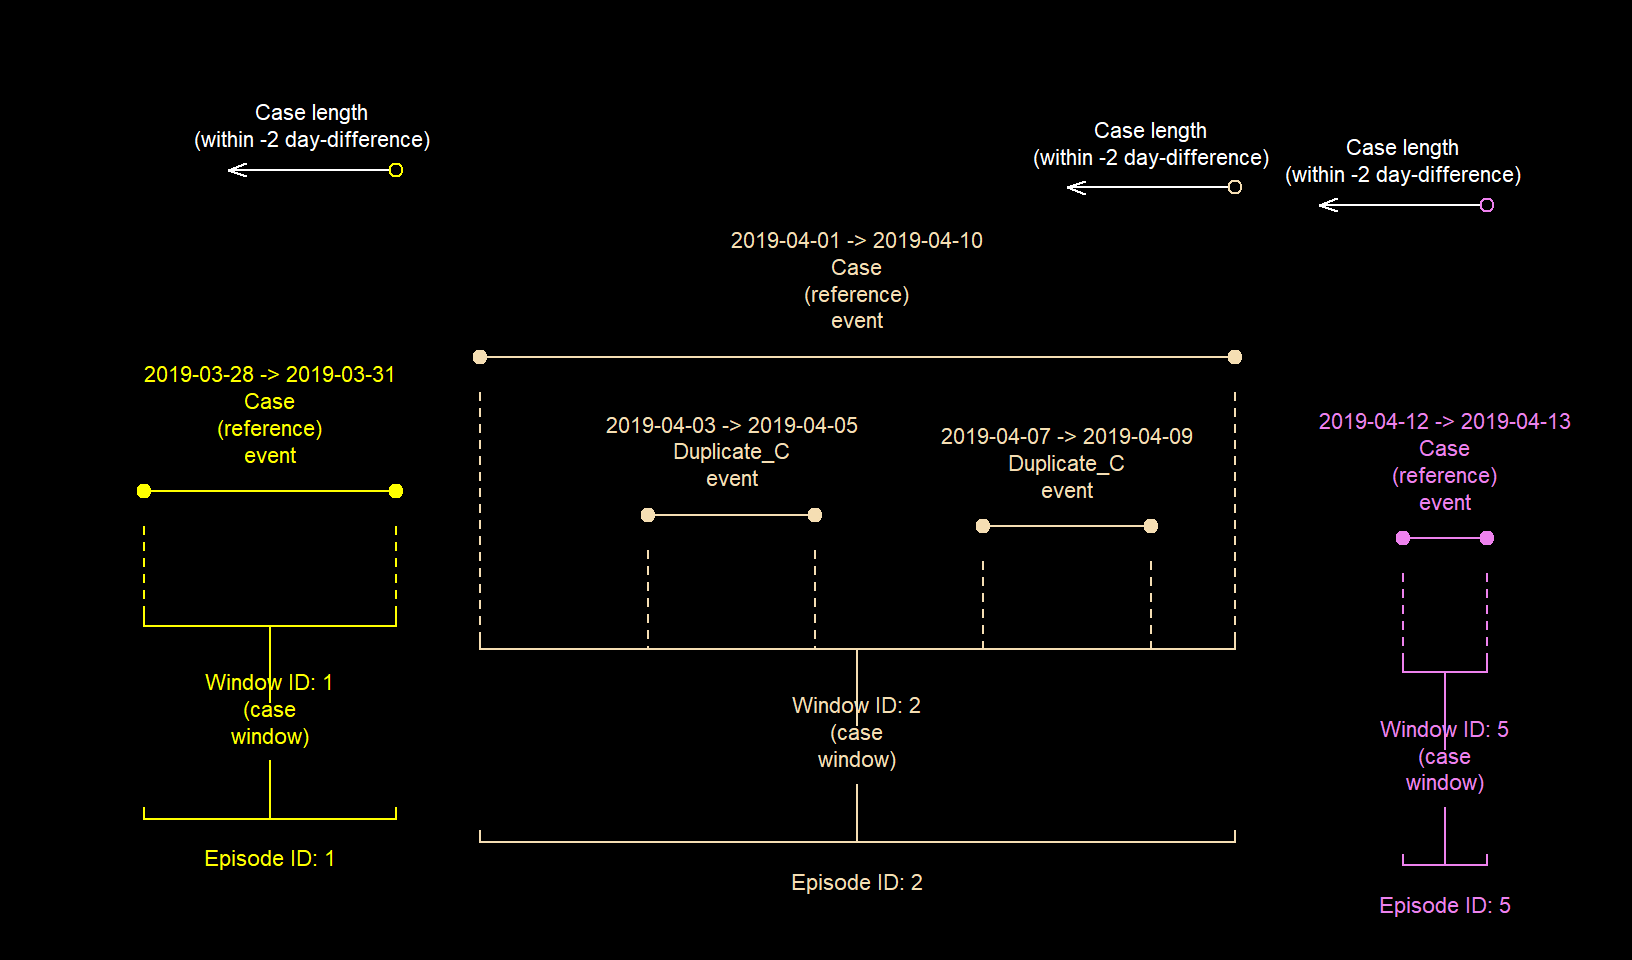 Case length
(within -2 day-difference)
Case length
(within -2 day-difference)
Case length
(within -2 day-difference)
2019-04-01 -> 2019-04-10
Case
(reference)
event
2019-03-28 -> 2019-03-31
Case
(reference)
event
2019-04-03 -> 2019-04-05
Duplicate_C
event
2019-04-07 -> 2019-04-09
Duplicate_C
event
2019-04-12 -> 2019-04-13
Case
(reference)
event
Window ID: 1
(case
window)
Window ID: 2
(case
window)
Window ID: 5
(case
window)
Episode ID: 1
Episode ID: 2
Episode ID: 5